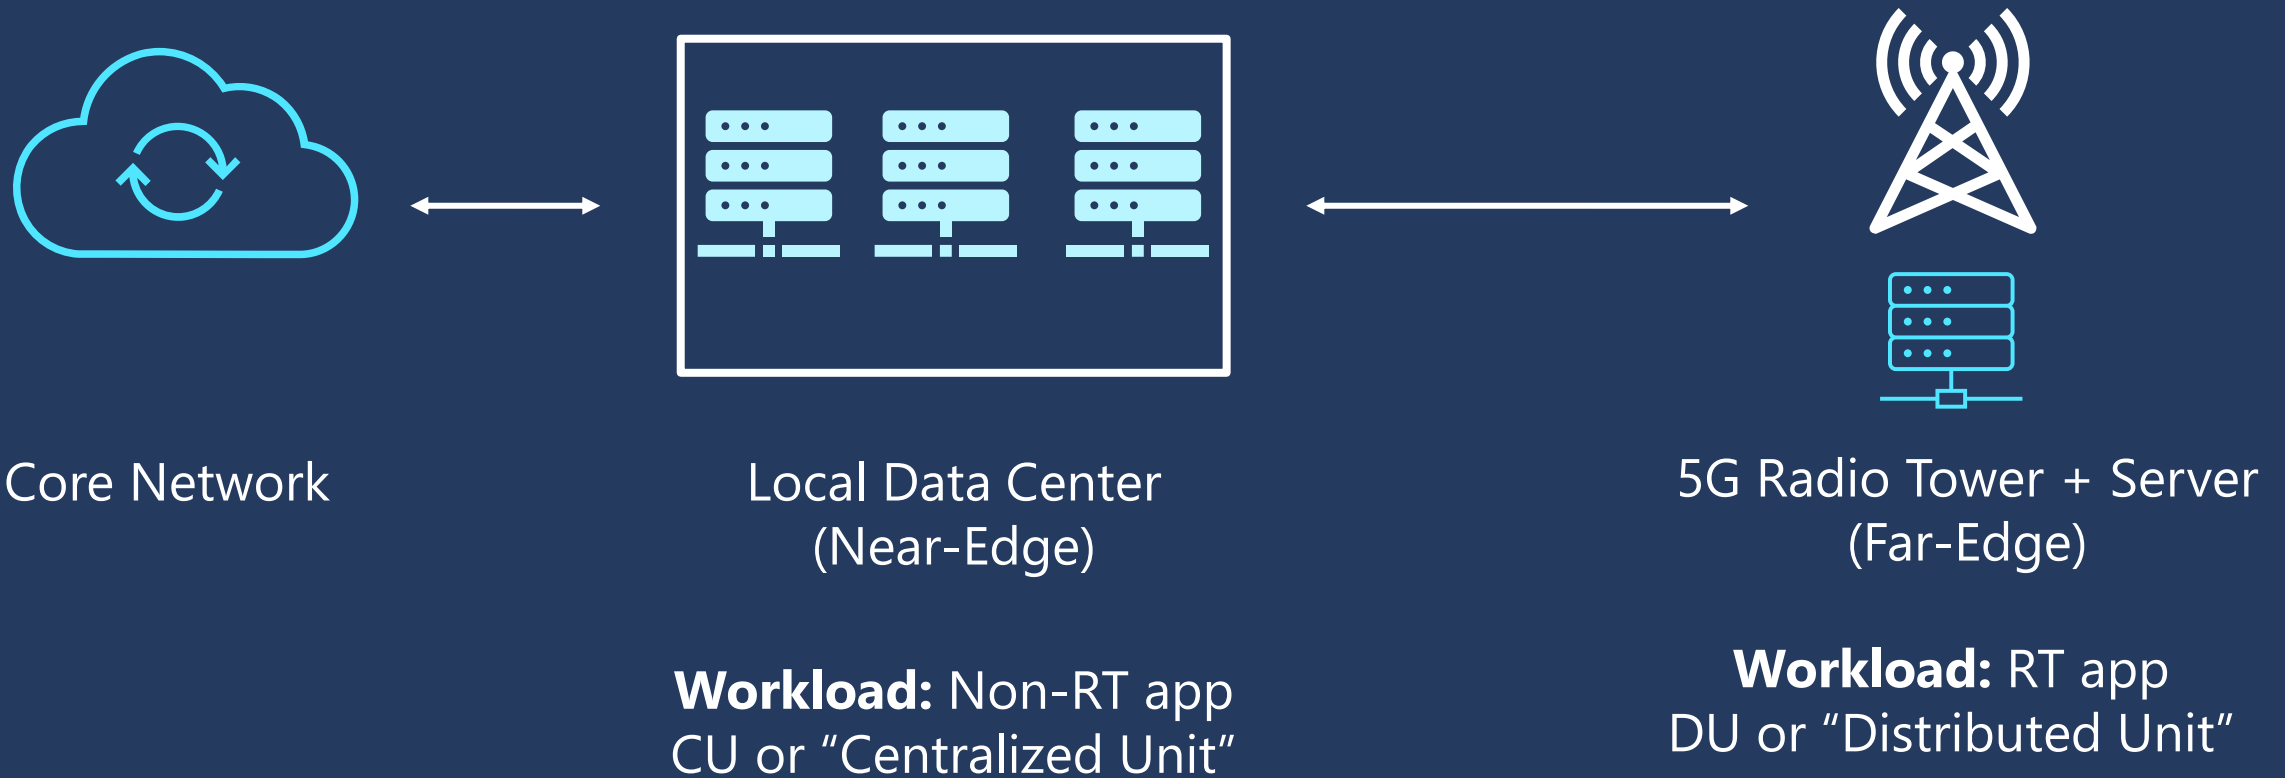 Core Network
Local Data Center
(Near-Edge)
Workload: Non-RT app
CU or “Centralized Unit”
5G Radio Tower + Server
(Far-Edge)
Workload: RT app
DU or “Distributed Unit”